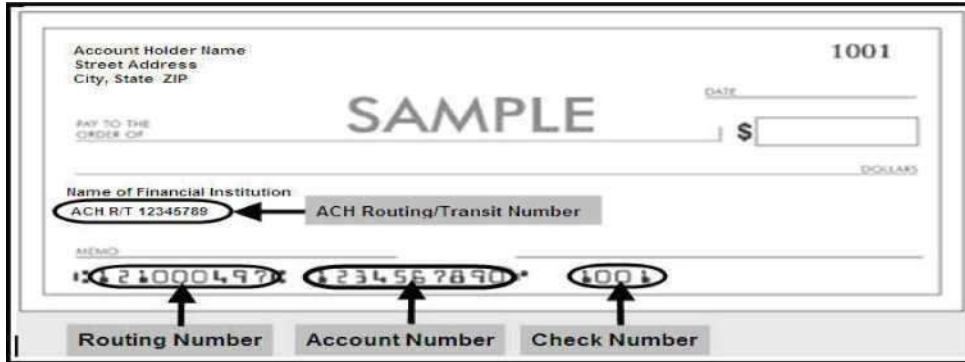 Account Holder Name
Street Address
City, State ZIP
1001
DATE
SAMPLE
PAY TO THE
ORDER OF
$
DOLLARS
Name of Financial Institution
ACH R/T 12345789
ACH Routing/Transit Number
MEMO
⑆121000497⑆ 1234567890⑈ 1001
Routing Number Account Number Check Number